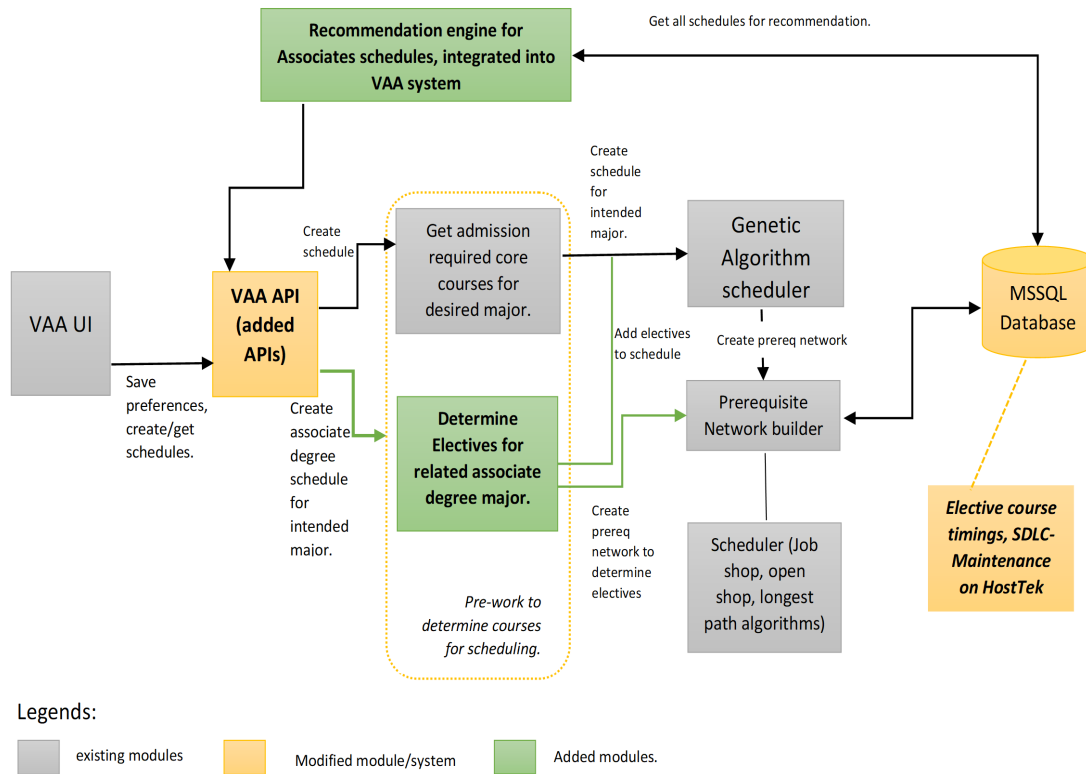 Get all schedules for recommendation.
Recommendation engine for
Associates schedules, integrated into
VAA system
Create
schedule
for
intended
major.
Create
schedule
Get admission
required core
courses for
desired major.
Genetic
Algorithm
scheduler
VAA UI
VAA API
(added
APIs)
MSSQL
Database
Add electives
to schedule
Create prereq network
Save
preferences,
create/get
schedules.
Create
associate
degree
schedule
for
intended
major.
Determine
Electives for
related associate
degree major.
Prerequisite
Network builder
Create
prereq
network to
determine
electives
Scheduler (Job
shop, open
shop, longest
path algorithms)
Elective course
timings, SDLC-
Maintenance
on HostTek
Pre-work to
determine courses
for scheduling.
Legends:
existing modules
Modified module/system
Added modules.